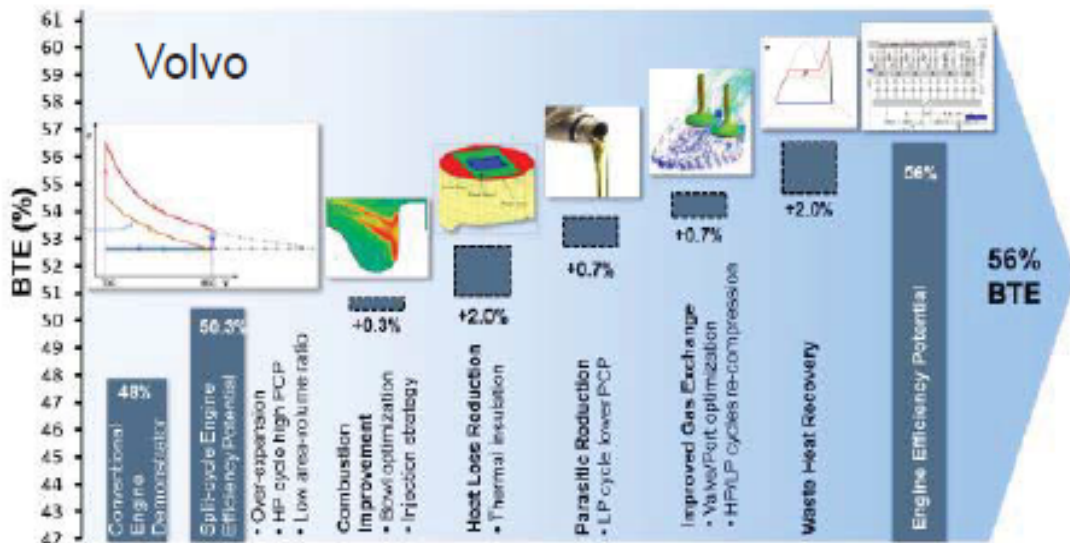 Volvo
BTE (%)
61
60
59
58
57
56
55
54
53
52
51
50
49
48
47
46
45
44
43
42
48%
Conventional
Engine
Demonstrator
50.3%
Split-cycle Engine
Efficiency Potential
• Over-expansion
• HP cycle high PCP
• Low area-volume ratio
+0.3%
Combustion
Improvement
• Bowl optimization
• Injection strategy
+2.0%
Heat Loss Reduction
• Thermal insulation
+0.7%
Parasitic Reduction
• LP cycle lower PCP
+0.7%
Improved Gas Exchange
• Valve/Port optimization
• HP/LP cycles re-compression
+2.0%
Waste Heat Recovery
56%
Engine Efficiency Potential
56%
BTE